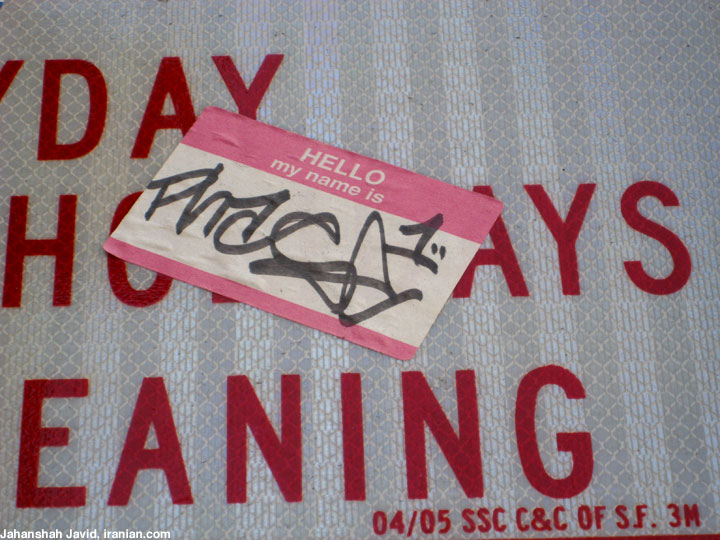 YDAY
HELLO
my name is
HO AYS
EANING
04/05 SSC C&C OF S.F. 3M
Jahanshah Javid, iranian.com